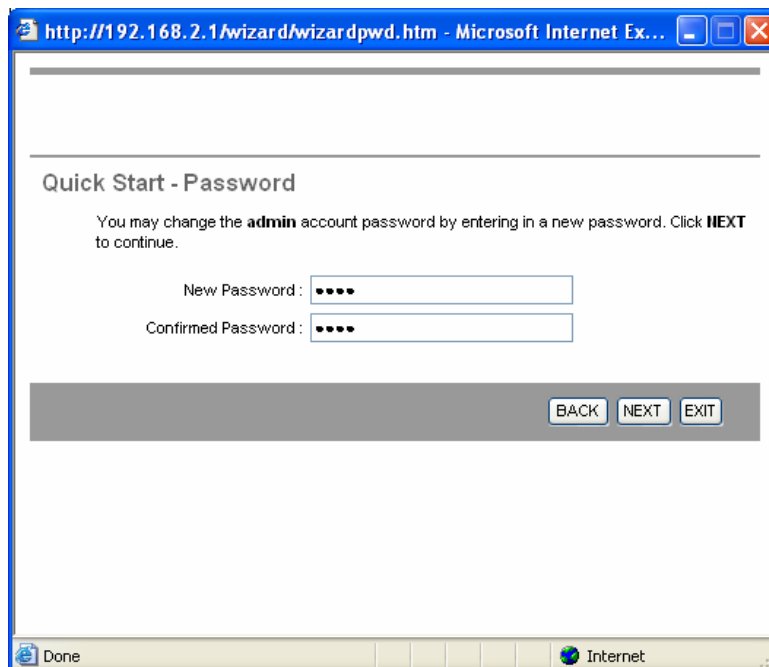 http://192.168.2.1/wizard/wizardpwd.htm - Microsoft Internet Ex...
Quick Start - Password
You may change the admin account password by entering in a new password. Click NEXT
to continue.
New Password : ●●●●
Confirmed Password : ●●●●
BACK NEXT EXIT
Done Internet